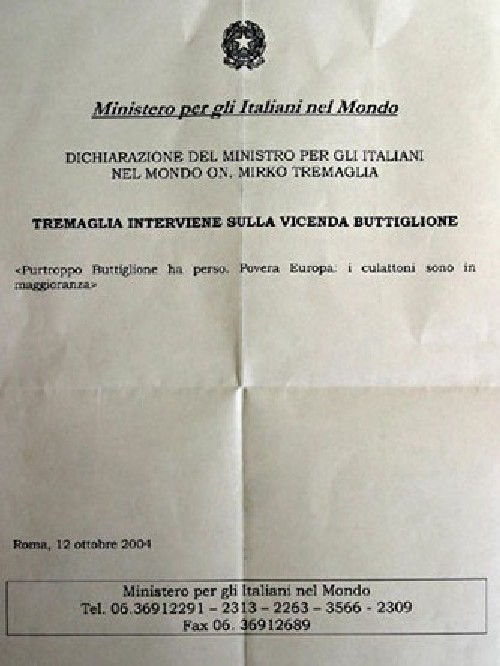 Ministero per gli Italiani nel Mondo
DICHIARAZIONE DEL MINISTRO PER GLI ITALIANI
NEL MONDO ON. MIRKO TREMAGLIA
TREMAGLIA INTERVIENE SULLA VICENDA BUTTIGLIONE
«Purtroppo Buttiglione ha perso. Povera Europa: i culattoni sono in
maggioranza»
Roma, 12 ottobre 2004
Ministero per gli Italiani nel Mondo
Tel. 06.36912291 – 2313 – 2263 – 3566 - 2309
Fax 06. 36912689